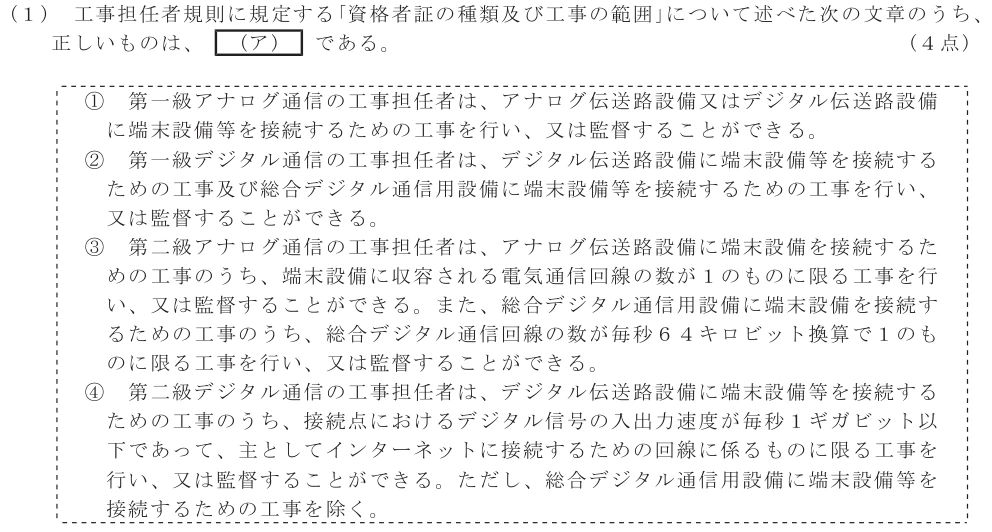 (1) 工事担任者規則に規定する「資格者証の種類及び工事の範囲」について述べた次の文章のうち、
正しいものは、 (ア) である。 (4点)
① 第一級アナログ通信の工事担任者は、アナログ伝送路設備又はデジタル伝送路設備
に端末設備等を接続するための工事を行い、又は監督することができる。
② 第一級デジタル通信の工事担任者は、デジタル伝送路設備に端末設備等を接続する
ための工事及び総合デジタル通信用設備に端末設備等を接続するための工事を行い、
又は監督することができる。
③ 第二級アナログ通信の工事担任者は、アナログ伝送路設備に端末設備を接続するた
めの工事のうち、端末設備に収容される電気通信回線の数が1のものに限る工事を行
い、又は監督することができる。また、総合デジタル通信用設備に端末設備を接続す
るための工事のうち、総合デジタル通信回線の数が毎秒64キロビット換算で1のも
のに限る工事を行い、又は監督することができる。
④ 第二級デジタル通信の工事担任者は、デジタル伝送路設備に端末設備等を接続する
ための工事のうち、接続点におけるデジタル信号の入出力速度が毎秒1ギガビット以
下であって、主としてインターネットに接続するための回線に係るものに限る工事を
行い、又は監督することができる。ただし、総合デジタル通信用設備に端末設備等を
接続するための工事を除く。